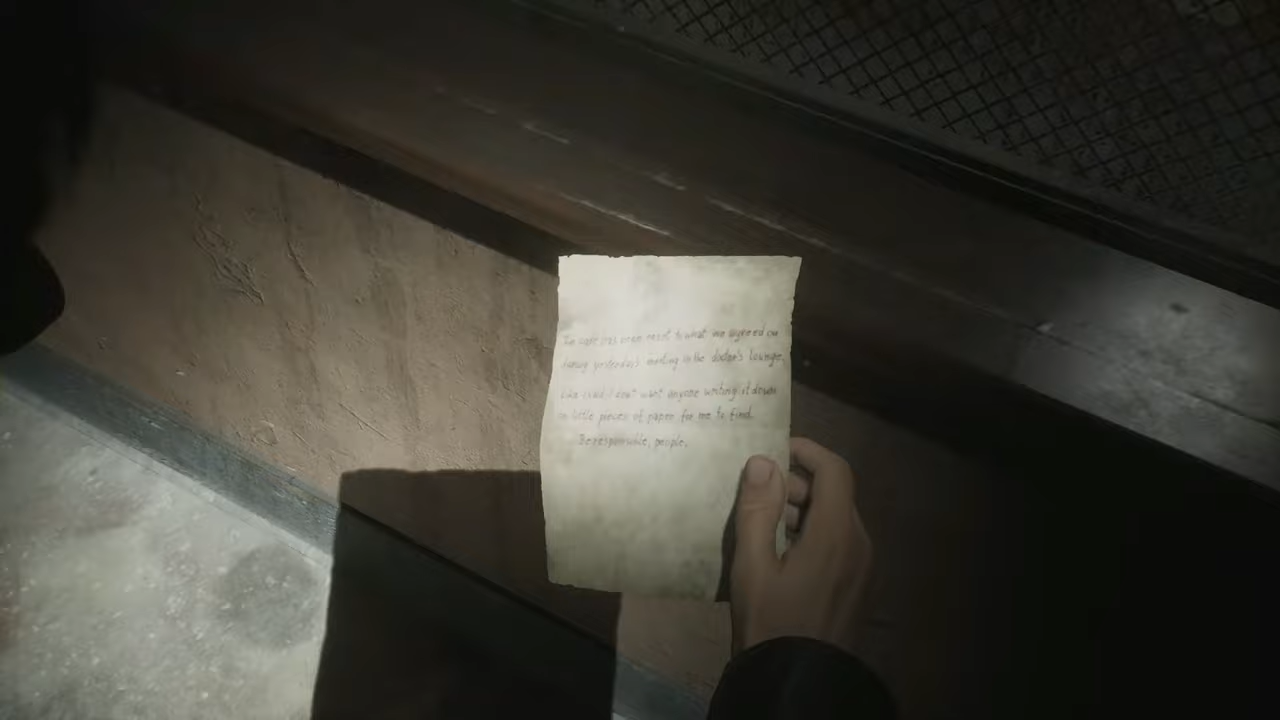 The code has been reset to what we agreed on
during yesterday's meeting in the doctor's lounge.
Like I said, I don't want anyone writing it down
on little pieces of paper for me to find.
Be responsible, people.